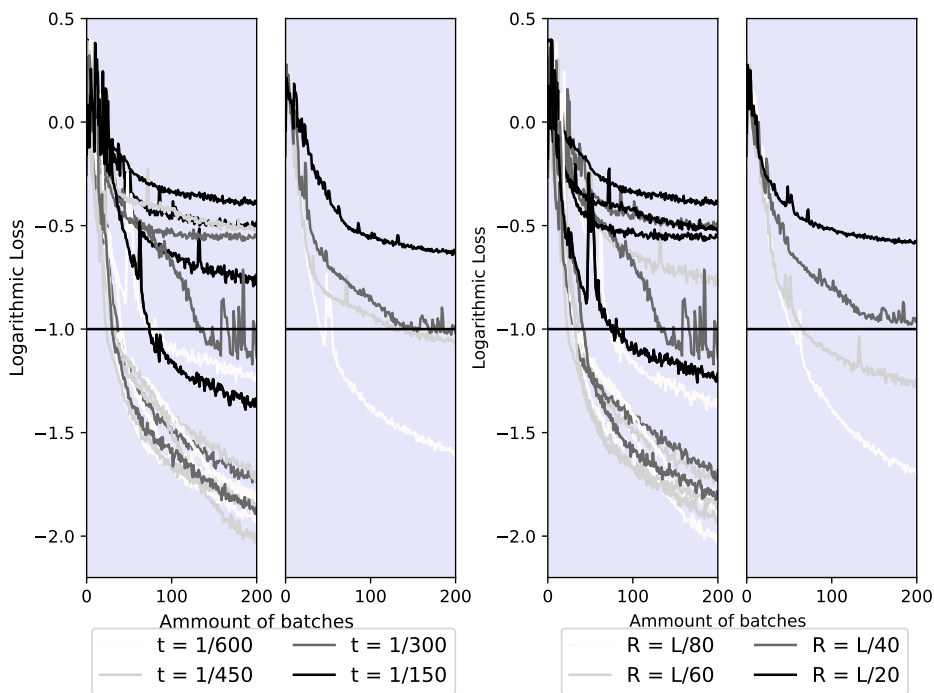 0.5
0.0
−0.5
−1.0
−1.5
−2.0
Logarithmic Loss
0 100 200 0 100 200
Ammount of batches
t = 1/600 t = 1/300
t = 1/450 t = 1/150
0.5
0.0
−0.5
−1.0
−1.5
−2.0
Logarithmic Loss
0 100 200 0 100 200
Ammount of batches
R = L/80 R = L/40
R = L/60 R = L/20